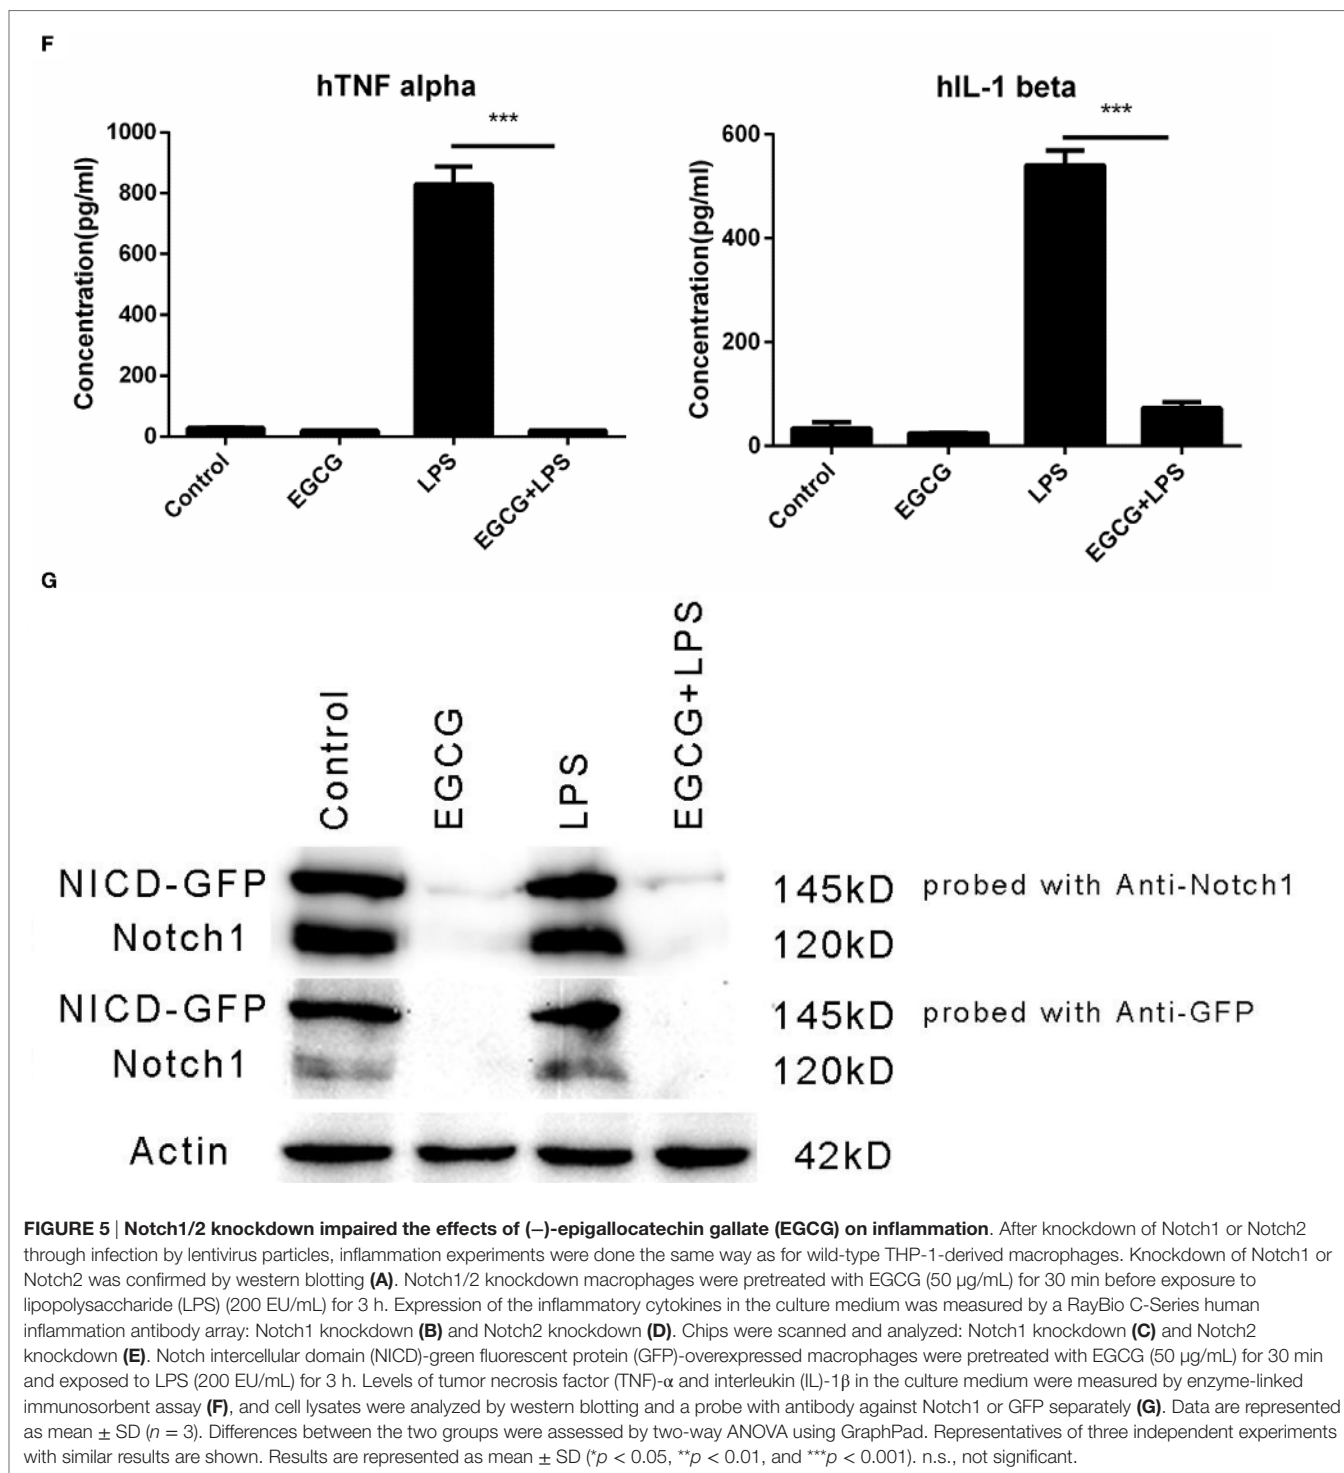 F
hTNF alpha
***
Concentration(pg/ml)
1000
800
600
400
200
0
Control
EGCG
LPS
EGCG+LPS
hIL-1 beta
***
Concentration(pg/ml)
600
400
200
0
Control
EGCG
LPS
EGCG+LPS
G
Control
EGCG
LPS
EGCG+LPS
NICD-GFP 145kD probed with Anti-Notch1
Notch1 120kD
NICD-GFP 145kD probed with Anti-GFP
Notch1 120kD
Actin 42kD
FIGURE 5 | Notch1/2 knockdown impaired the effects of (−)-epigallocatechin gallate (EGCG) on inflammation. After knockdown of Notch1 or Notch2
through infection by lentivirus particles, inflammation experiments were done the same way as for wild-type THP-1-derived macrophages. Knockdown of Notch1 or
Notch2 was confirmed by western blotting (A). Notch1/2 knockdown macrophages were pretreated with EGCG (50 μg/mL) for 30 min before exposure to
lipopolysaccharide (LPS) (200 EU/mL) for 3 h. Expression of the inflammatory cytokines in the culture medium was measured by a RayBio C-Series human
inflammation antibody array: Notch1 knockdown (B) and Notch2 knockdown (D). Chips were scanned and analyzed: Notch1 knockdown (C) and Notch2
knockdown (E). Notch intercellular domain (NICD)-green fluorescent protein (GFP)-overexpressed macrophages were pretreated with EGCG (50 μg/mL) for 30 min
and exposed to LPS (200 EU/mL) for 3 h. Levels of tumor necrosis factor (TNF)-α and interleukin (IL)-1β in the culture medium were measured by enzyme-linked
immunosorbent assay (F), and cell lysates were analyzed by western blotting and a probe with antibody against Notch1 or GFP separately (G). Data are represented
as mean ± SD (n = 3). Differences between the two groups were assessed by two-way ANOVA using GraphPad. Representatives of three independent experiments
with similar results are shown. Results are represented as mean ± SD (*p < 0.05, **p < 0.01, and ***p < 0.001). n.s., not significant.